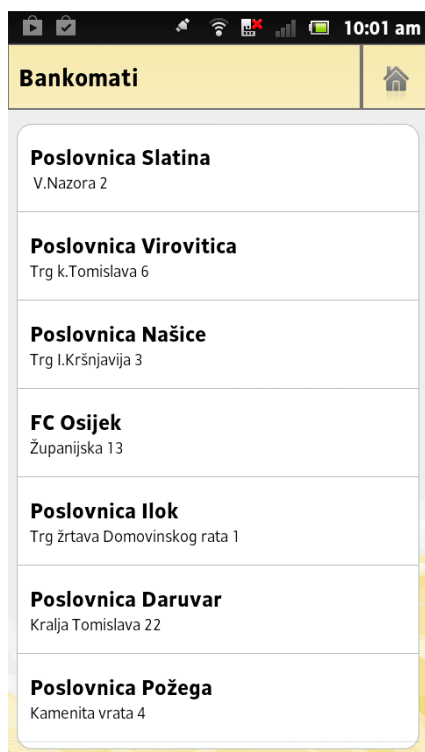 10:01 am
Bankomati
Poslovnica Slatina
V.Nazora 2
Poslovnica Virovitica
Trg k.Tomislava 6
Poslovnica Našice
Trg I.Kršnjavija 3
FC Osijek
Županijska 13
Poslovnica Ilok
Trg žrtava Domovinskog rata 1
Poslovnica Daruvar
Kralja Tomislava 22
Poslovnica Požega
Kamenita vrata 4